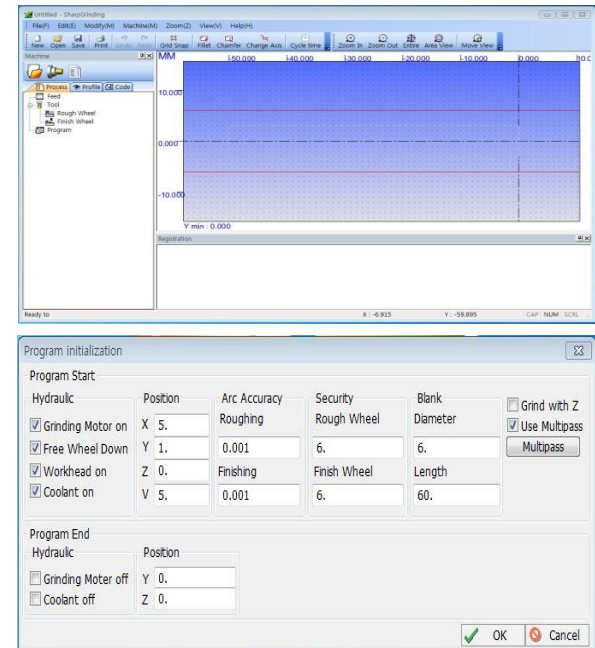 Untitled - SharpGrinding
File(F) Edit(E) Modify(M) Machine(M) Zoom(Z) View(V) Help(H)
New Open Save Print Undo Redo Grid Snap Fillet Chamfer Change Axis Cycle time Zoom In Zoom Out Entire Area View Move View
Machine
Process Profile Code
Feed
Tool
Rough Wheel
Finish Wheel
Program
MM -50.000 -40.000 -20.000 -10.000 0.000 10.0
10.000
0.000
-10.000
Y min : 0.000
Registration
Ready to X : -6.915 Y : -59.895 CAP NUM SCRL
Program initialization
Program Start
Hydraulic Position Arc Accuracy Security Blank
Grinding Motor on X 5. Roughing Rough Wheel Diameter Grind with Z
Free Wheel Down Y 1. 0.001 6. 6. Use Multipass
Workhead on Z 0. Finishing Finish Wheel Length Multipass
Coolant on V 5. 0.001 6. 60.
Program End
Hydraulic Position
Grinding Moter off Y 0.
Coolant off Z 0.
OK Cancel